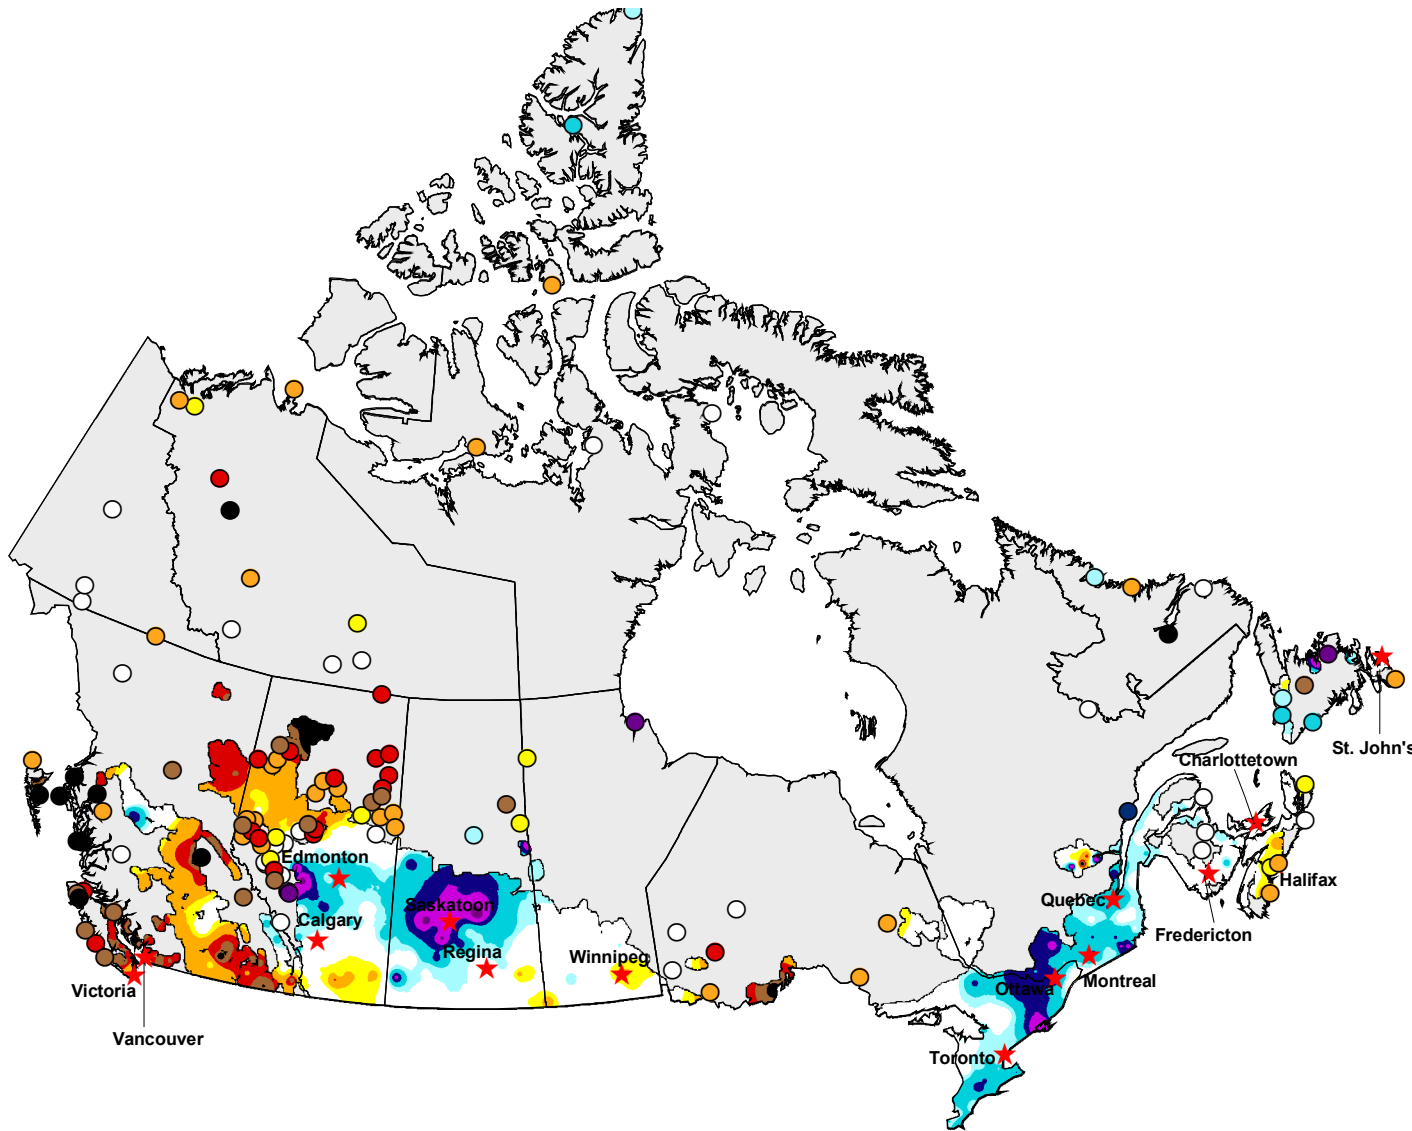 St. John's
Charlottetown
Edmonton
Halifax
Quebec
Saskatoon
Calgary
Fredericton
Regina
Winnipeg
Montreal
Victoria
Ottawa
Vancouver
Toronto